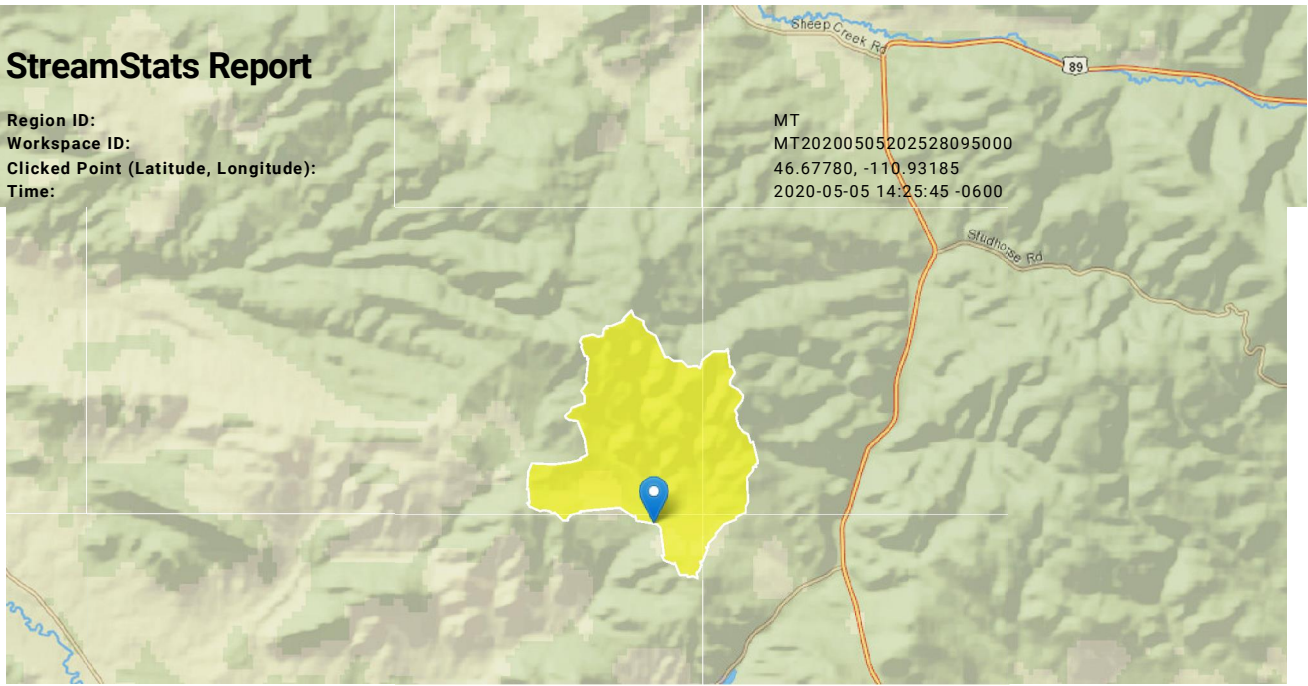 Sheep Creek Rd
89
StreamStats Report
Region ID: MT
Workspace ID: MT20200505202528095000
Clicked Point (Latitude, Longitude): 46.67780, -110.93185
Time: 2020-05-05 14:25:45 -0600
Studhorse Rd